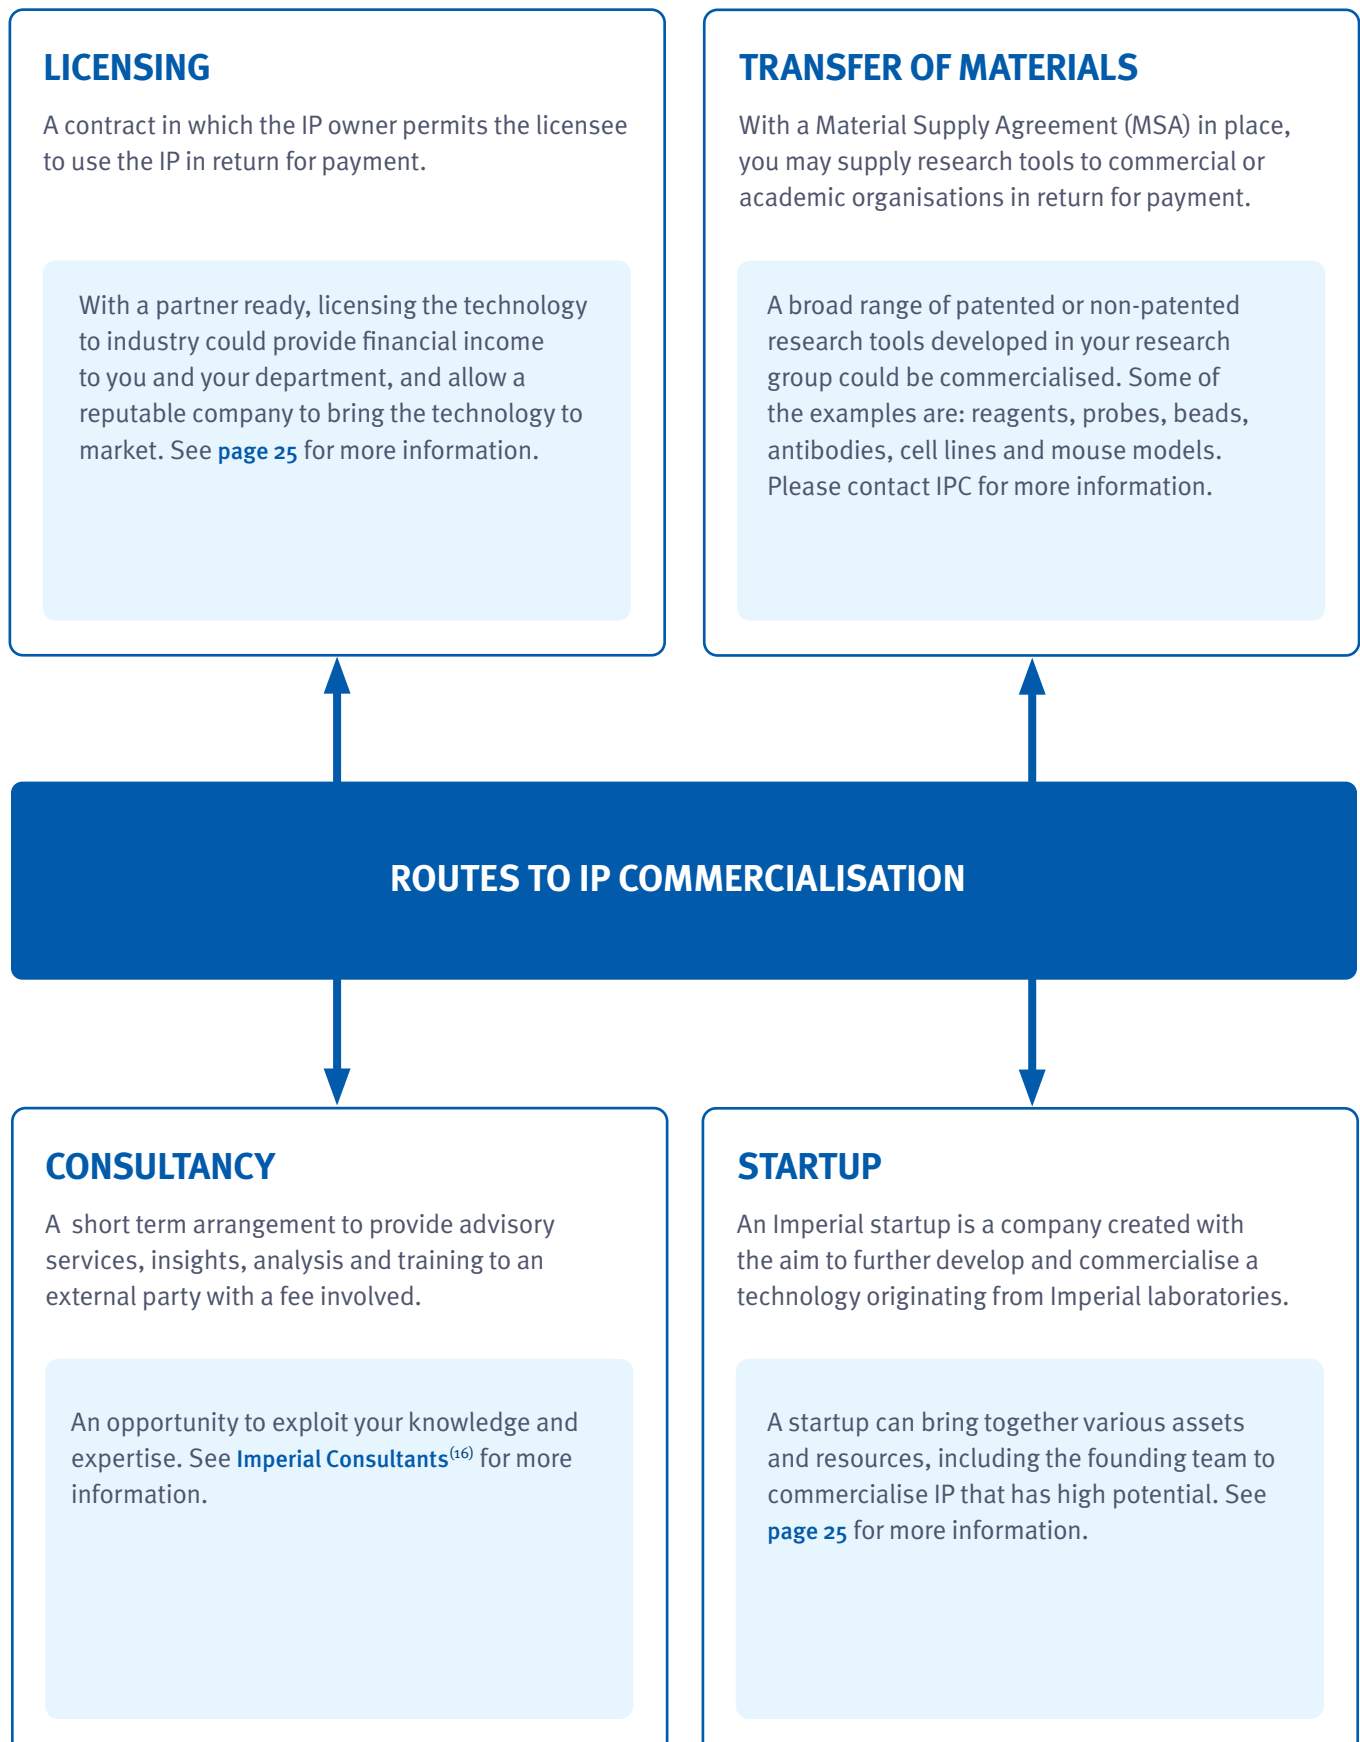 LICENSING
A contract in which the IP owner permits the licensee
to use the IP in return for payment.
With a partner ready, licensing the technology
to industry could provide financial income
to you and your department, and allow a
reputable company to bring the technology to
market. See page 25 for more information.
TRANSFER OF MATERIALS
With a Material Supply Agreement (MSA) in place,
you may supply research tools to commercial or
academic organisations in return for payment.
A broad range of patented or non-patented
research tools developed in your research
group could be commercialised. Some of
the examples are: reagents, probes, beads,
antibodies, cell lines and mouse models.
Please contact IPC for more information.
ROUTES TO IP COMMERCIALISATION
CONSULTANCY
A short term arrangement to provide advisory
services, insights, analysis and training to an
external party with a fee involved.
An opportunity to exploit your knowledge and
expertise. See Imperial Consultants(16) for more
information.
STARTUP
An Imperial startup is a company created with
the aim to further develop and commercialise a
technology originating from Imperial laboratories.
A startup can bring together various assets
and resources, including the founding team to
commercialise IP that has high potential. See
page 25 for more information.